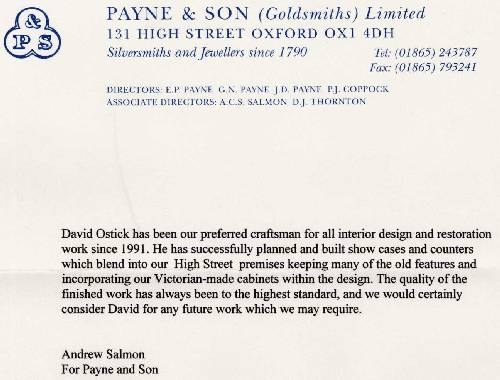 &
P S
PAYNE & SON (Goldsmiths) Limited
131 HIGH STREET OXFORD OX1 4DH
Silversmiths and Jewellers since 1790 Tel: (01865) 243787
Fax: (01865) 793241
DIRECTORS: E.P. PAYNE G.N. PAYNE J.D. PAYNE P.J. COPPOCK
ASSOCIATE DIRECTORS: A.C.S. SALMON D.J. THORNTON
David Ostick has been our preferred craftsman for all interior design and restoration
work since 1991. He has successfully planned and built show cases and counters
which blend into our High Street premises keeping many of the old features and
incorporating our Victorian-made cabinets within the design. The quality of the
finished work has always been to the highest standard, and we would certainly
consider David for any future work which we may require.
Andrew Salmon
For Payne and Son